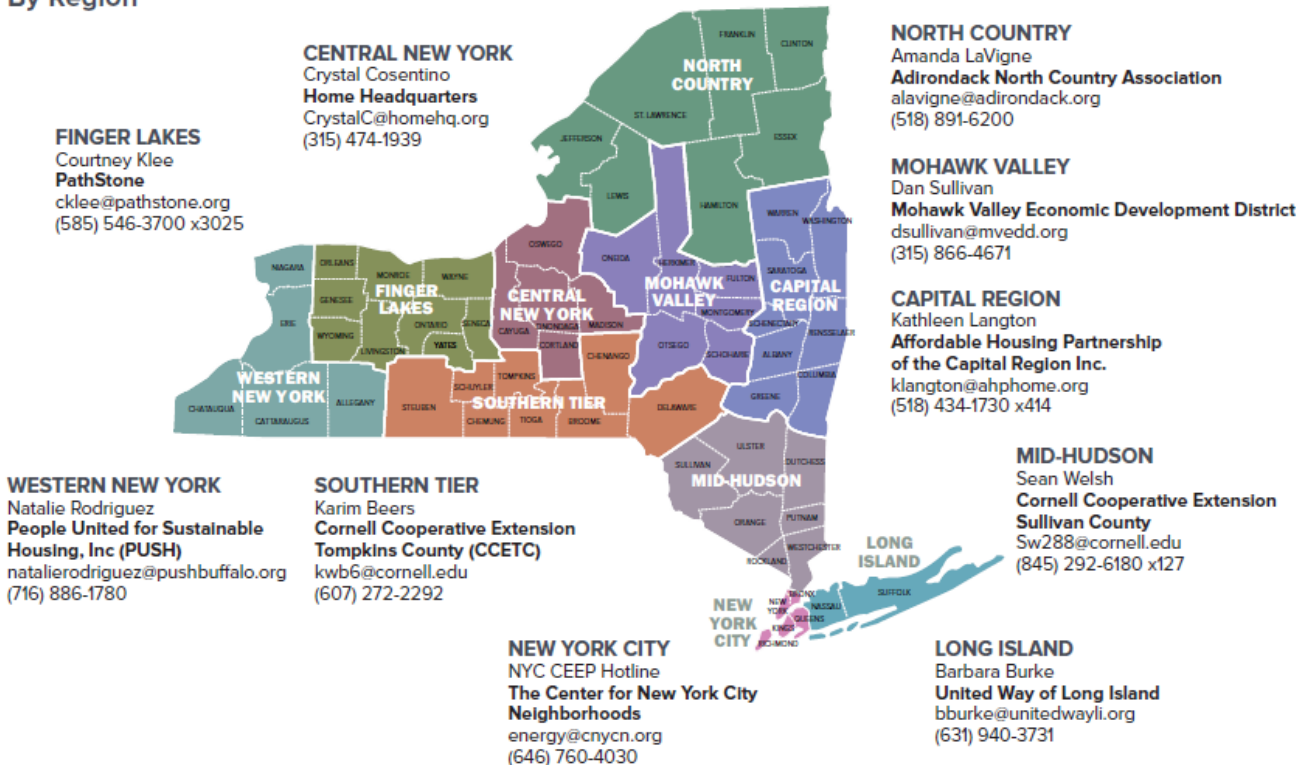 By Region
CENTRAL NEW YORK
Crystal Cosentino
Home Headquarters
CrystalC@homehq.org
(315) 474-1939
FINGER LAKES
Courtney Klee
PathStone
cklee@pathstone.org
(585) 546-3700 x3025
NORTH COUNTRY
Amanda LaVigne
Adirondack North Country Association
alavigne@adirondack.org
(518) 891-6200
MOHAWK VALLEY
Dan Sullivan
Mohawk Valley Economic Development District
dsullivan@mvedd.org
(315) 866-4671
CAPITAL REGION
Kathleen Langton
Affordable Housing Partnership
of the Capital Region Inc.
klangton@ahphome.org
(518) 434-1730 x414
FRANKLIN
CLINTON
NORTH
COUNTRY
ST. LAWRENCE
ESSEX
JEFFERSON
LEWIS
HAMILTON
WARREN
WASHINGTON
OSWEGO
ONEIDA
HERKIMER
FULTON
SARATOGA
MOHAWK
VALLEY
CAPITAL
REGION
MONTGOMERY
SCHENECTADY
RENSSELAER
OTSEGO
SCHOHARIE
ALBANY
COLUMBIA
GREENE
NIAGARA
ORLEANS
MONROE
WAYNE
GENESEE
FINGER
LAKES
ERIE
WYOMING
ONTARIO
SENECA
LIVINGSTON
YATES
CENTRAL
NEW YORK
CAYUGA
ONONDAGA
MADISON
CORTLAND
CHENANGO
WESTERN
NEW YORK
CHATAUQUA
CATTARAUGUS
ALLEGANY
STEUBEN
SCHUYLER
TOMPKINS
SOUTHERN TIER
CHEMUNG
TIOGA
BROOME
DELAWARE
ULSTER
SULLIVAN
DUTCHESS
MID-HUDSON
ORANGE
PUTNAM
WESTCHESTER
ROCKLAND
LONG
ISLAND
SUFFOLK
NASSAU
BRONX
NEW
YORK
QUEENS
KINGS
RICHMOND
NEW
YORK
CITY
WESTERN NEW YORK
Natalie Rodriguez
People United for Sustainable
Housing, Inc (PUSH)
natalierodriguez@pushbuffalo.org
(716) 886-1780
SOUTHERN TIER
Karim Beers
Cornell Cooperative Extension
Tompkins County (CCETC)
kwb6@cornell.edu
(607) 272-2292
MID-HUDSON
Sean Welsh
Cornell Cooperative Extension
Sullivan County
Sw288@cornell.edu
(845) 292-6180 x127
NEW YORK CITY
NYC CEEP Hotline
The Center for New York City
Neighborhoods
energy@cnycn.org
(646) 760-4030
LONG ISLAND
Barbara Burke
United Way of Long Island
bburke@unitedwayli.org
(631) 940-3731